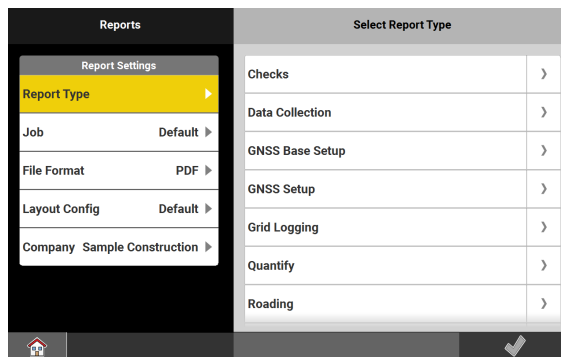 Reports
Report Settings
Report Type
Job Default
File Format PDF
Layout Config Default
Company Sample Construction
Select Report Type
Checks
Data Collection
GNSS Base Setup
GNSS Setup
Grid Logging
Quantify
Roading